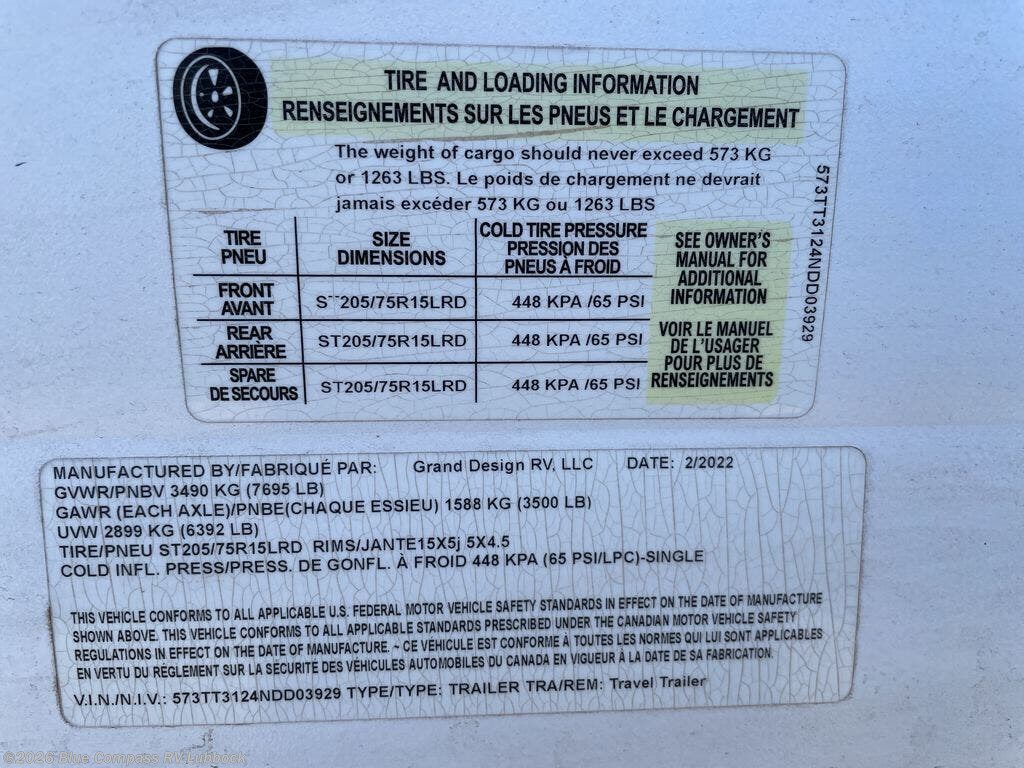 TIRE AND LOADING INFORMATION
RENSEIGNEMENTS SUR LES PNEUS ET LE CHARGEMENT
The weight of cargo should never exceed 573 KG
or 1263 LBS. Le poids de chargement ne devrait
jamais excéder 573 KG ou 1263 LBS
TIRE PNEU SIZE DIMENSIONS COLD TIRE PRESSURE PRESSION DES PNEUS À FROID
FRONT AVANT ST205/75R15LRD 448 KPA /65 PSI
REAR ARRIÈRE ST205/75R15LRD 448 KPA /65 PSI
SPARE DE SECOURS ST205/75R15LRD 448 KPA /65 PSI
SEE OWNER'S
MANUAL FOR
ADDITIONAL
INFORMATION
VOIR LE MANUEL
DE L'USAGER
POUR PLUS DE
RENSEIGNEMENTS
573TT3124NDD03929
MANUFACTURED BY/FABRIQUÉ PAR: Grand Design RV, LLC DATE: 2/2022
GVWR/PNBV 3490 KG (7695 LB)
GAWR (EACH AXLE)/PNBE(CHAQUE ESSIEU) 1588 KG (3500 LB)
UVW 2899 KG (6392 LB)
TIRE/PNEU ST205/75R15LRD RIMS/JANTE15X5j 5X4.5
COLD INFL. PRESS/PRESS. DE GONFL. À FROID 448 KPA (65 PSI/LPC)-SINGLE
THIS VEHICLE CONFORMS TO ALL APPLICABLE U.S. FEDERAL MOTOR VEHICLE SAFETY STANDARDS IN EFFECT ON THE DATE OF MANUFACTURE
SHOWN ABOVE. THIS VEHICLE CONFORMS TO ALL APPLICABLE STANDARDS PRESCRIBED UNDER THE CANADIAN MOTOR VEHICLE SAFETY
REGULATIONS IN EFFECT ON THE DATE OF MANUFACTURE. ~ CE VÉHICULE EST CONFORME À TOUTES LES NORMES QUI LUI SONT APPLICABLES
EN VERTU DU RÈGLEMENT SUR LA SÉCURITÉ DES VÉHICULES AUTOMOBILES DU CANADA EN VIGUEUR À LA DATE DE SA FABRICATION.
V.I.N./N.I.V.: 573TT3124NDD03929 TYPE/TYPE: TRAILER TRA/REM: Travel Trailer
©2026 Blue Compass RV Lubbock